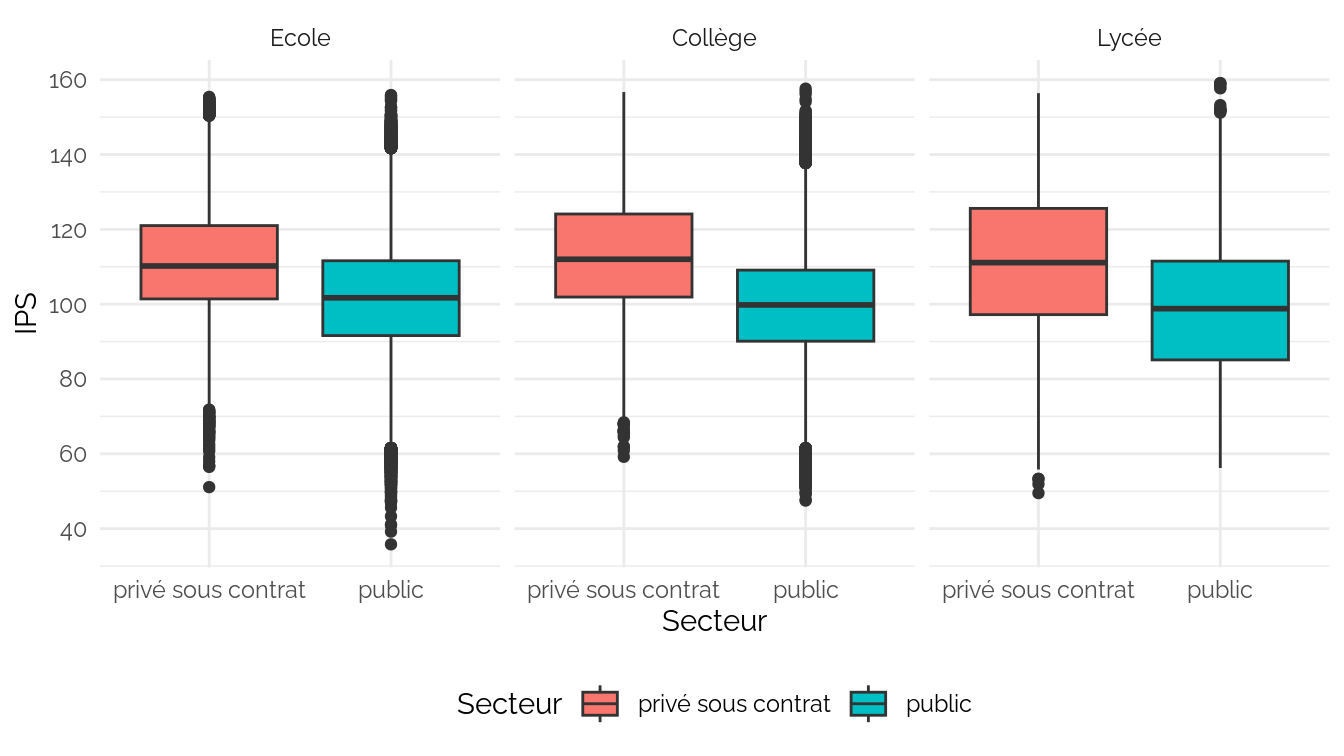 Ecole Collège Lycée
160
140
120
100
80
60
40
IPS
privé sous contrat public privé sous contrat public privé sous contrat public
Secteur
Secteur privé sous contrat public